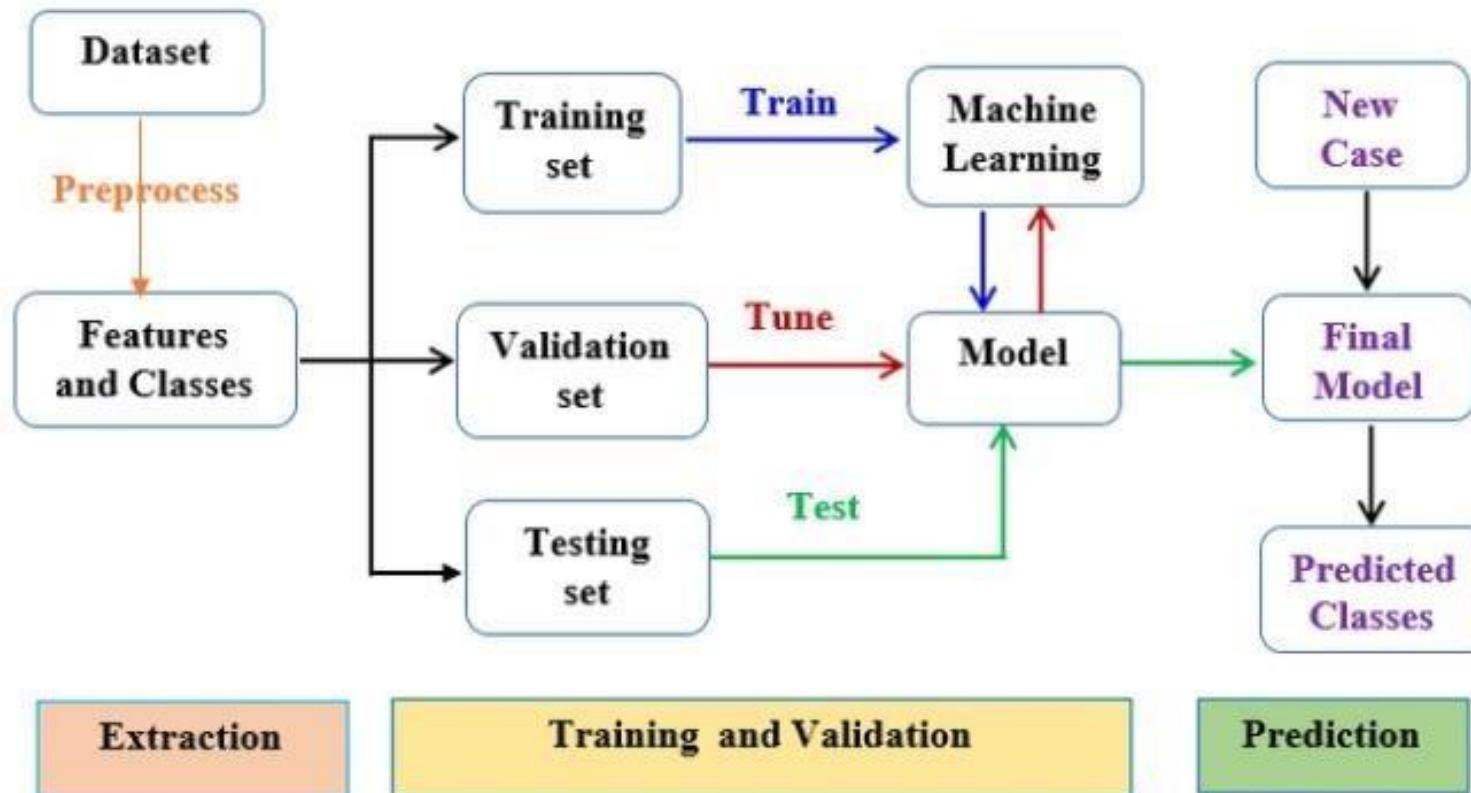 Dataset
Preprocess
Features
and Classes
Training
set
Validation
set
Testing
set
Train
Tune
Test
Machine
Learning
Model
New
Case
Final
Model
Predicted
Classes
Extraction
Training and Validation
Prediction